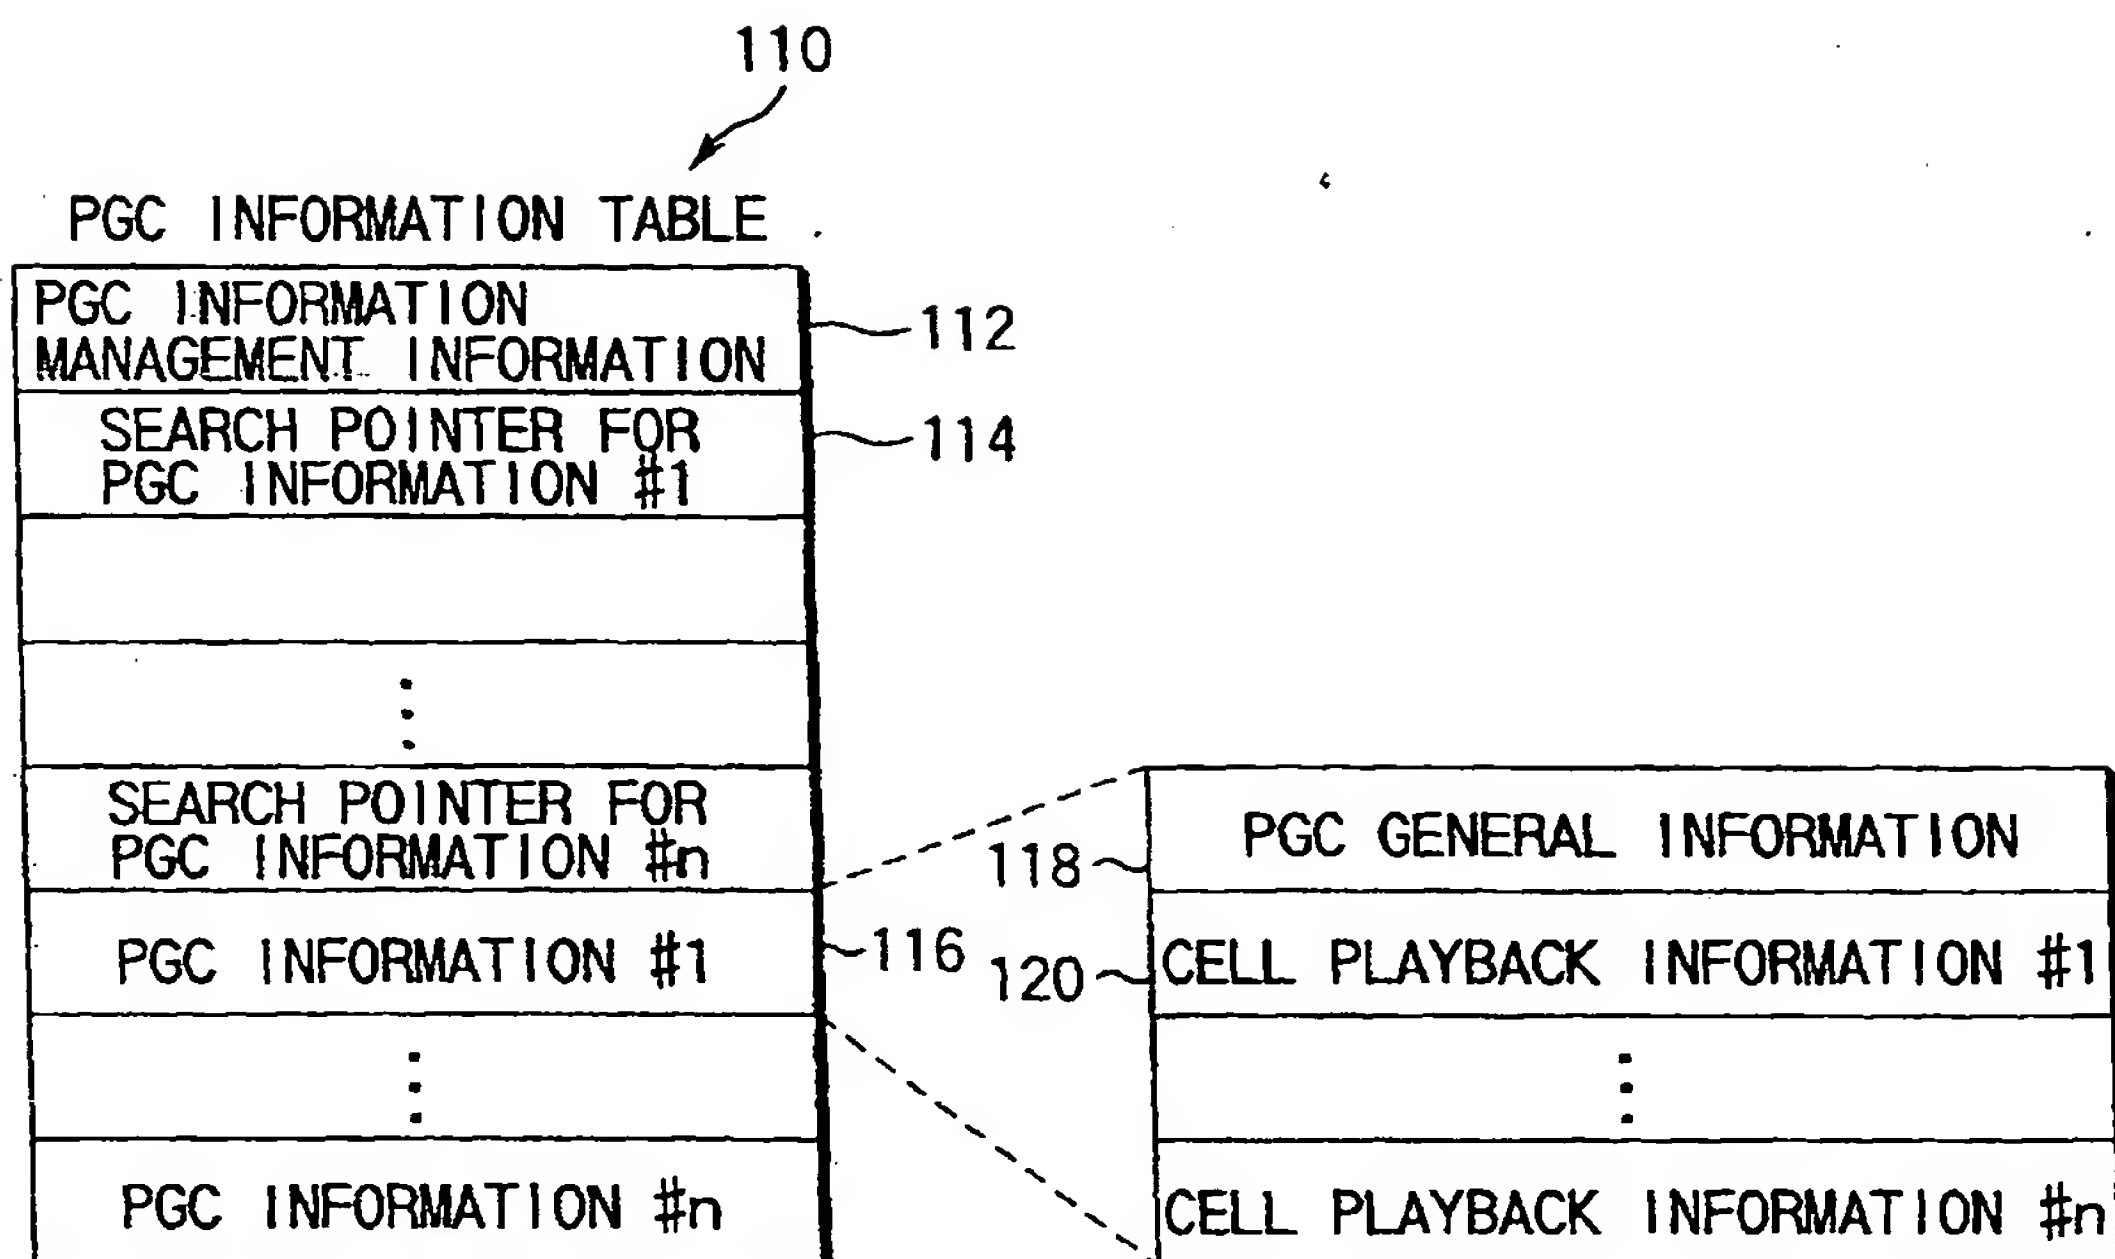 110
PGC INFORMATION TABLE
PGC INFORMATION
MANAGEMENT INFORMATION
112
SEARCH POINTER FOR
PGC INFORMATION #1
114
SEARCH POINTER FOR
PGC INFORMATION #n
PGC INFORMATION #1
116
PGC INFORMATION #n
118
PGC GENERAL INFORMATION
120
CELL PLAYBACK INFORMATION #1
CELL PLAYBACK INFORMATION #n